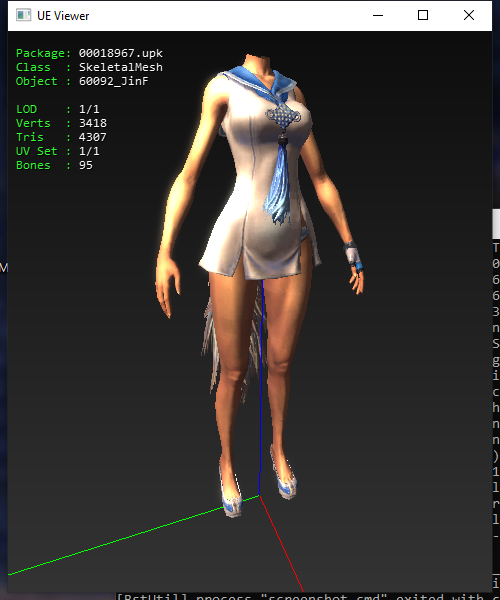 UE Viewer
Package: 00018967.upk
Class  : SkeletalMesh
Object : 60092_JinF
LOD    : 1/1
Verts  : 3418
Tris   : 4307
UV Set : 1/1
Bones  : 95
M